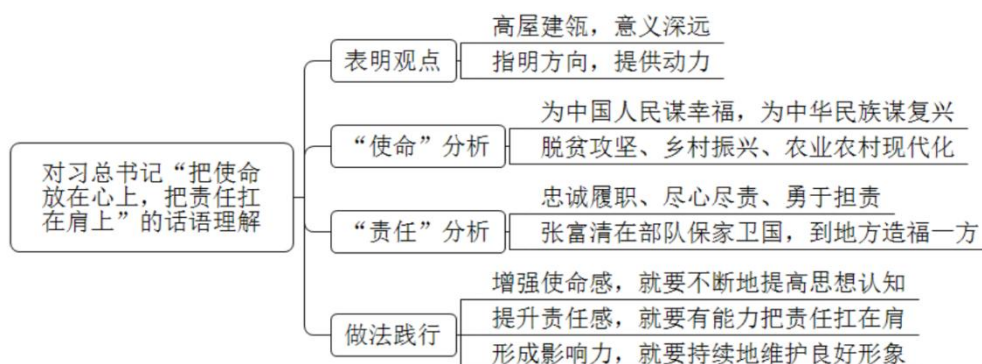 对习总书记“把使命
放在心上，把责任扛
在肩上”的话语理解
表明观点
高屋建瓴，意义深远
指明方向，提供动力
“使命”分析
为中国人民谋幸福，为中华民族谋复兴
脱贫攻坚、乡村振兴、农业农村现代化
“责任”分析
忠诚履职、尽心尽责、勇于担责
张富清在部队保家卫国，到地方造福一方
做法践行
增强使命感，就要不断地提高思想认知
提升责任感，就要有能力把责任扛在肩
形成影响力，就要持续地维护良好形象